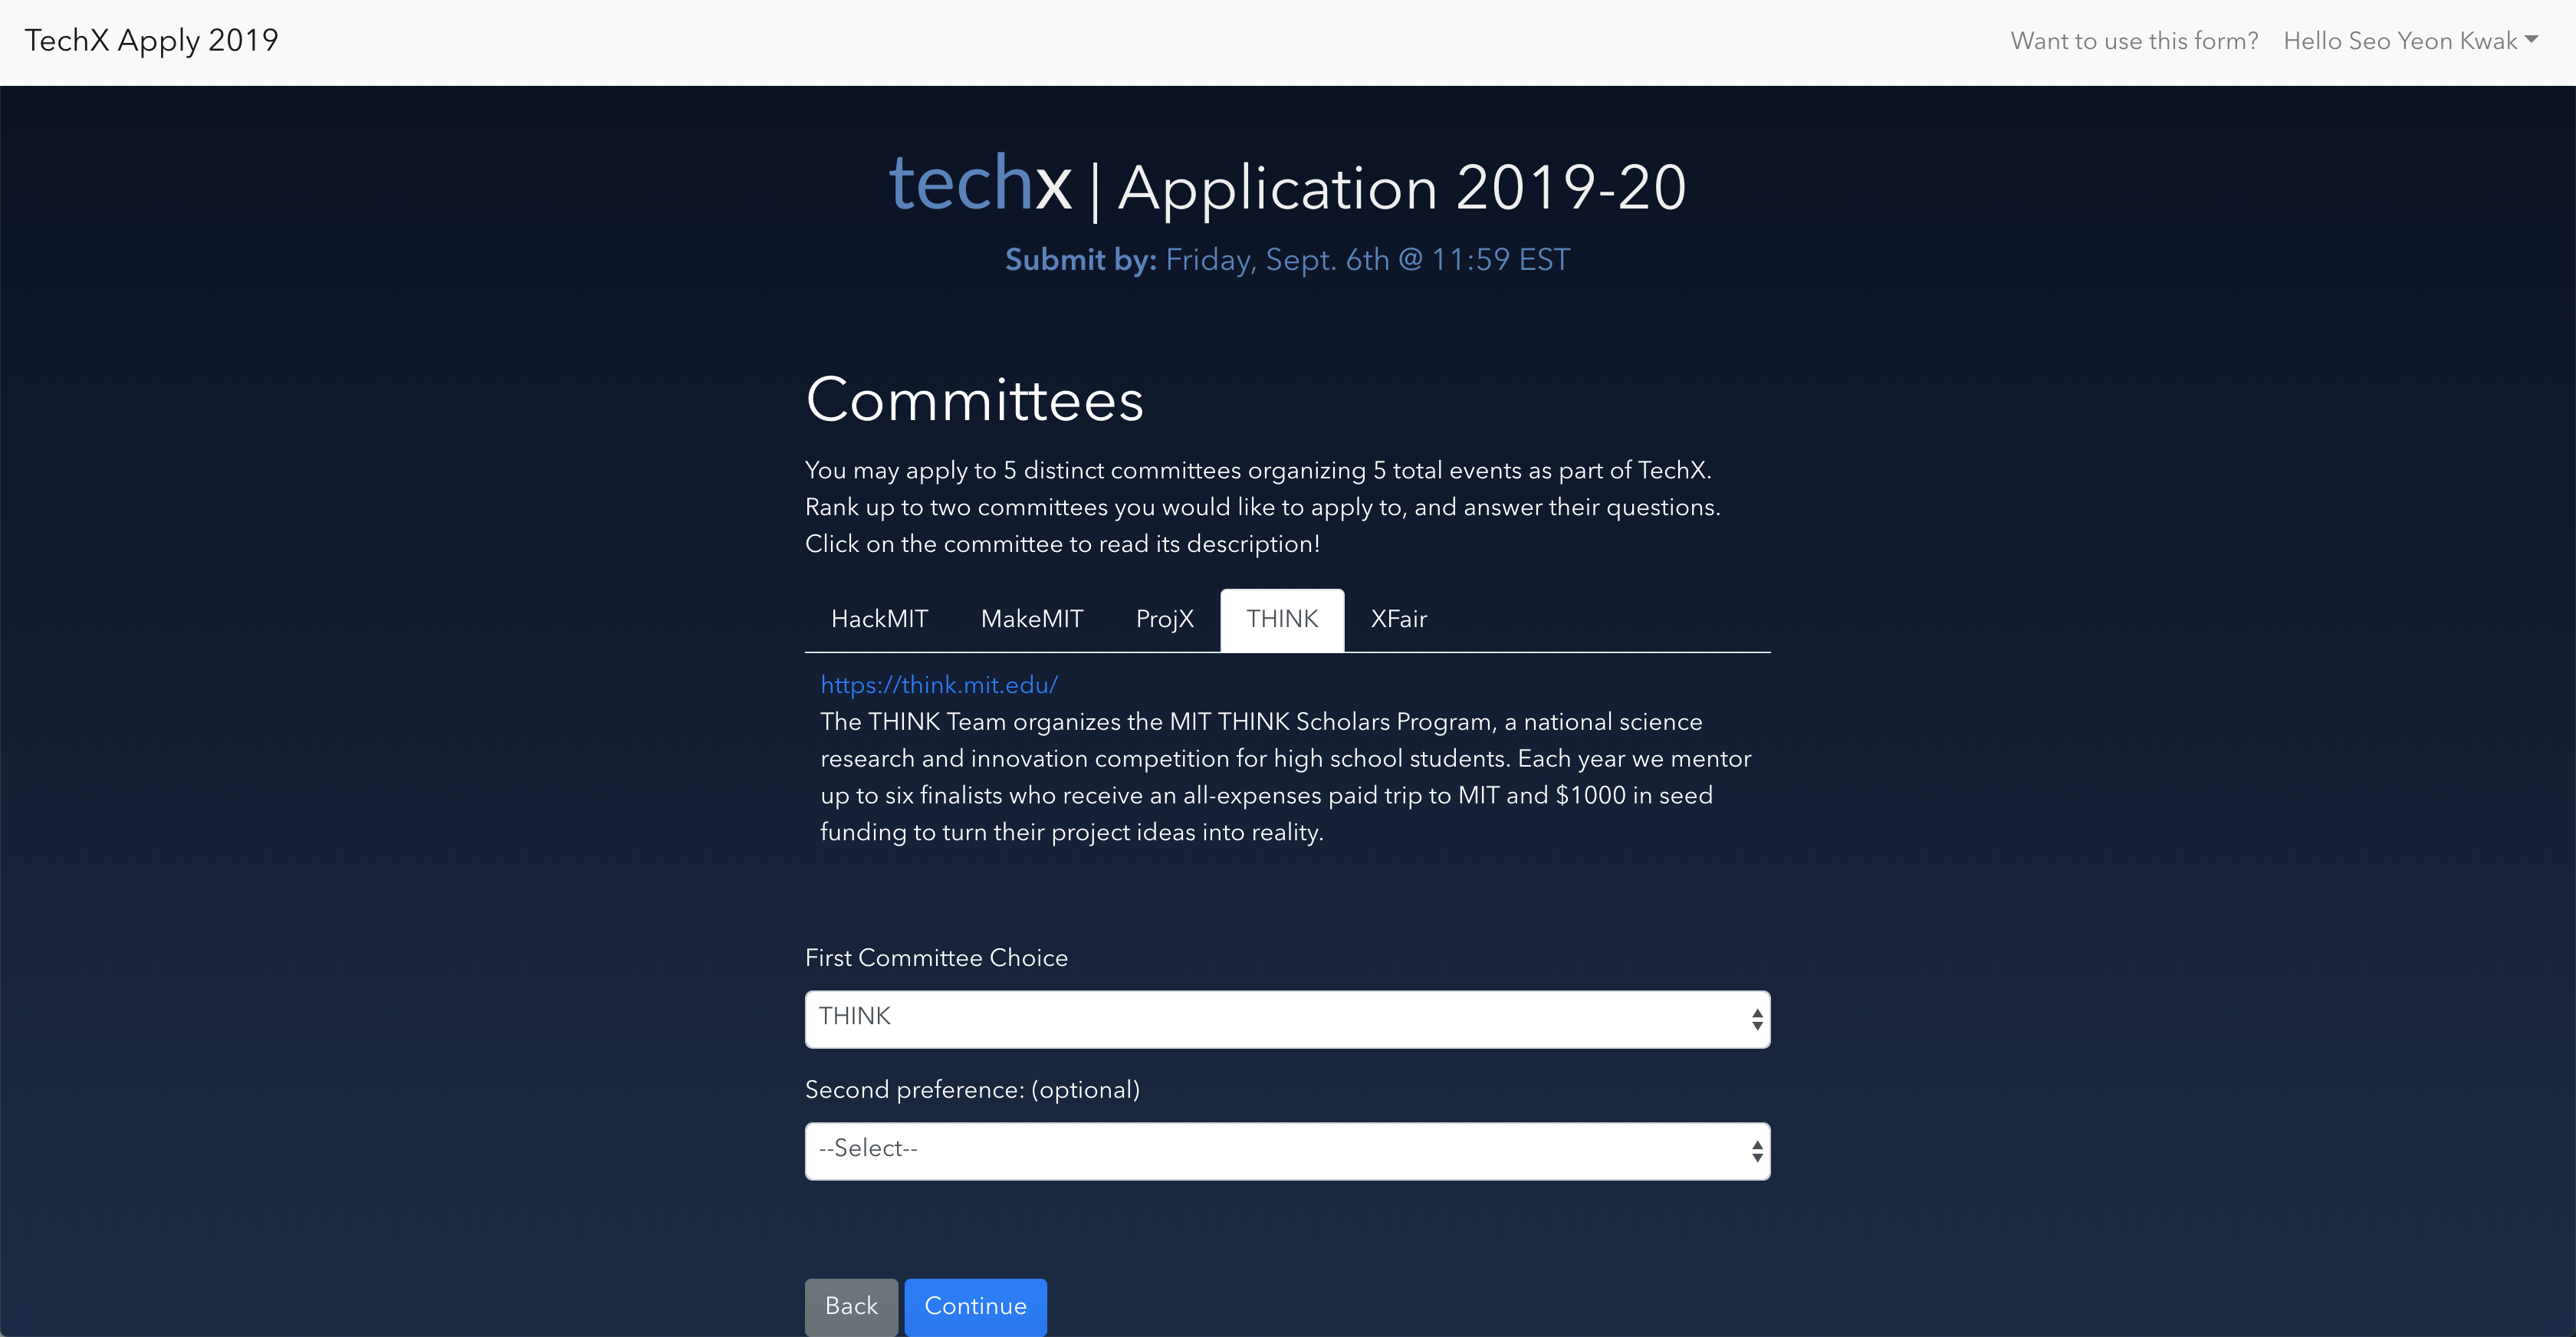 TechX Apply 2019
Want to use this form?
Hello Seo Yeon Kwak
techx | Application 2019-20
Submit by: Friday, Sept. 6th @ 11:59 EST
Committees
You may apply to 5 distinct committees organizing 5 total events as part of TechX.
Rank up to two committees you would like to apply to, and answer their questions.
Click on the committee to read its description!
HackMIT MakeMIT ProjX THINK XFair
https://think.mit.edu/
The THINK Team organizes the MIT THINK Scholars Program, a national science
research and innovation competition for high school students. Each year we mentor
up to six finalists who receive an all-expenses paid trip to MIT and $1000 in seed
funding to turn their project ideas into reality.
First Committee Choice
THINK
Second preference: (optional)
--Select--
Back Continue